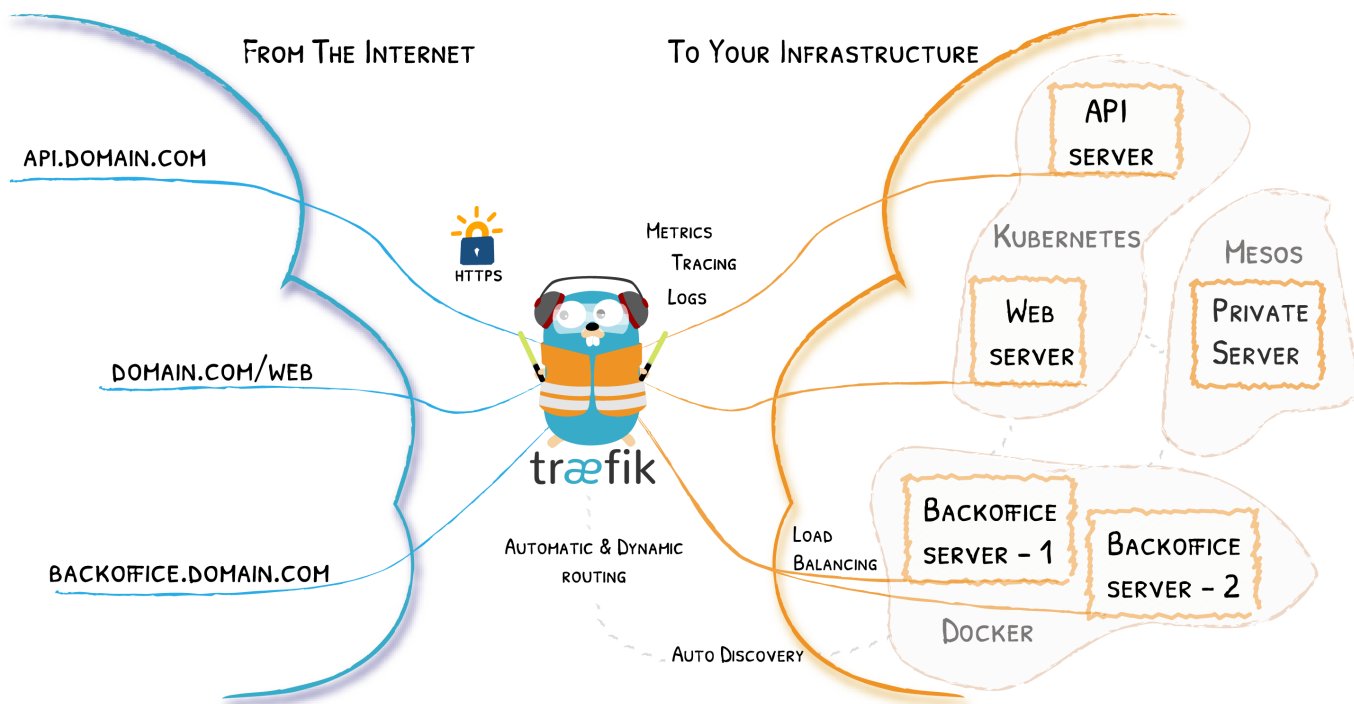 From The Internet
To Your Infrastructure
api.domain.com
API
server
Metrics
Tracing
Logs
HTTPS
Kubernetes
Mesos
Web
server
Private
Server
domain.com/web
træfik
Backoffice
server - 1
Backoffice
server - 2
Load
Balancing
Automatic & Dynamic
routing
backoffice.domain.com
Docker
Auto Discovery